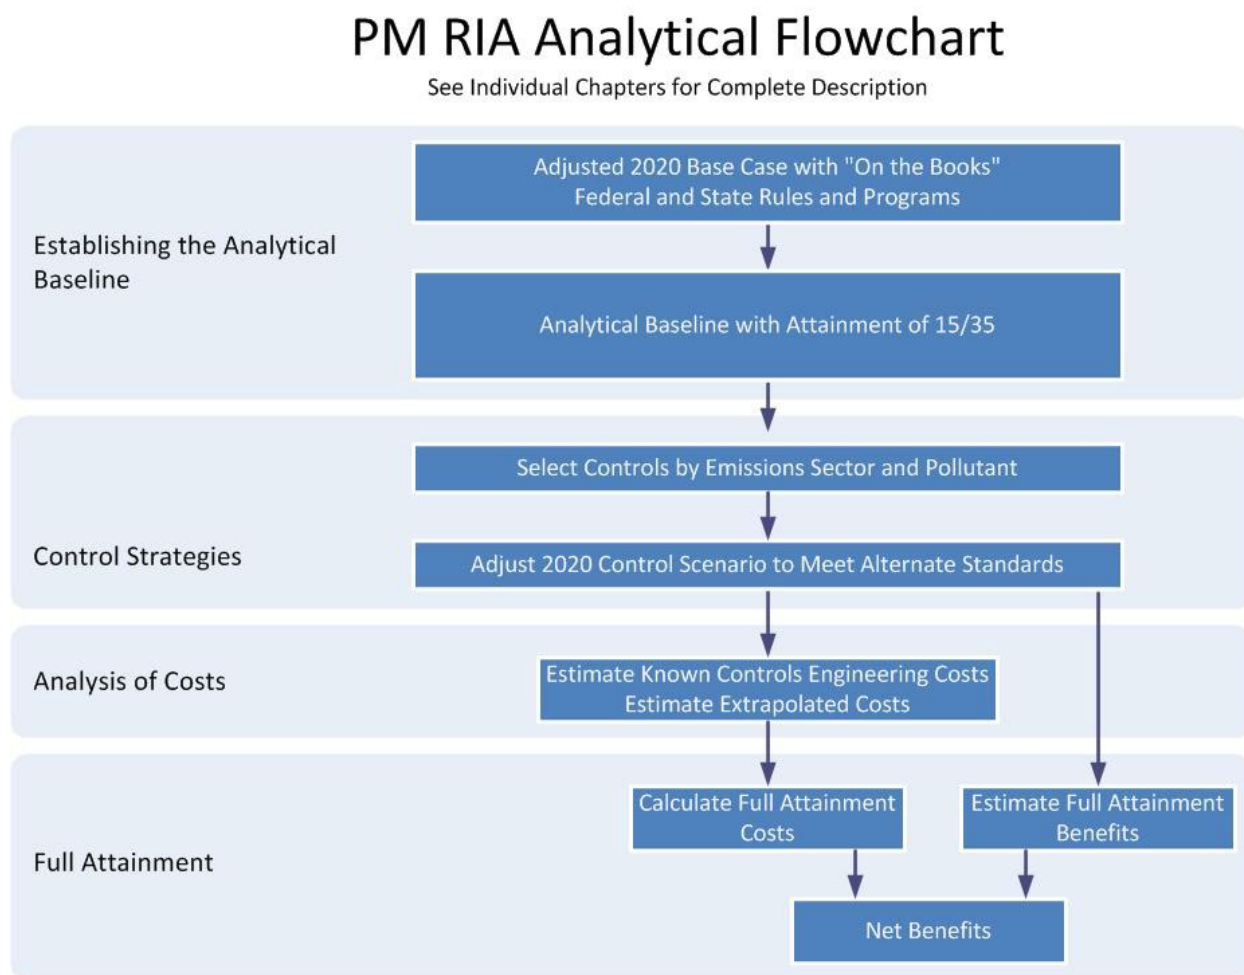 PM RIA Analytical Flowchart
See Individual Chapters for Complete Description
Establishing the Analytical
Baseline
Adjusted 2020 Base Case with "On the Books"
Federal and State Rules and Programs
Analytical Baseline with Attainment of 15/35
Control Strategies
Select Controls by Emissions Sector and Pollutant
Adjust 2020 Control Scenario to Meet Alternate Standards
Analysis of Costs
Estimate Known Controls Engineering Costs
Estimate Extrapolated Costs
Full Attainment
Calculate Full Attainment
Costs
Estimate Full Attainment
Benefits
Net Benefits